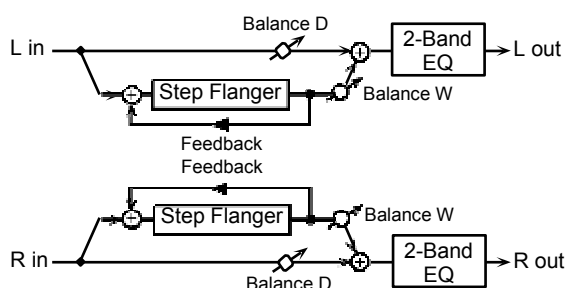 Balance D
L in
2-Band
EQ
L out
Step Flanger
Balance W
Feedback
Feedback
Step Flanger
Balance W
R in
2-Band
EQ
R out
Balance D